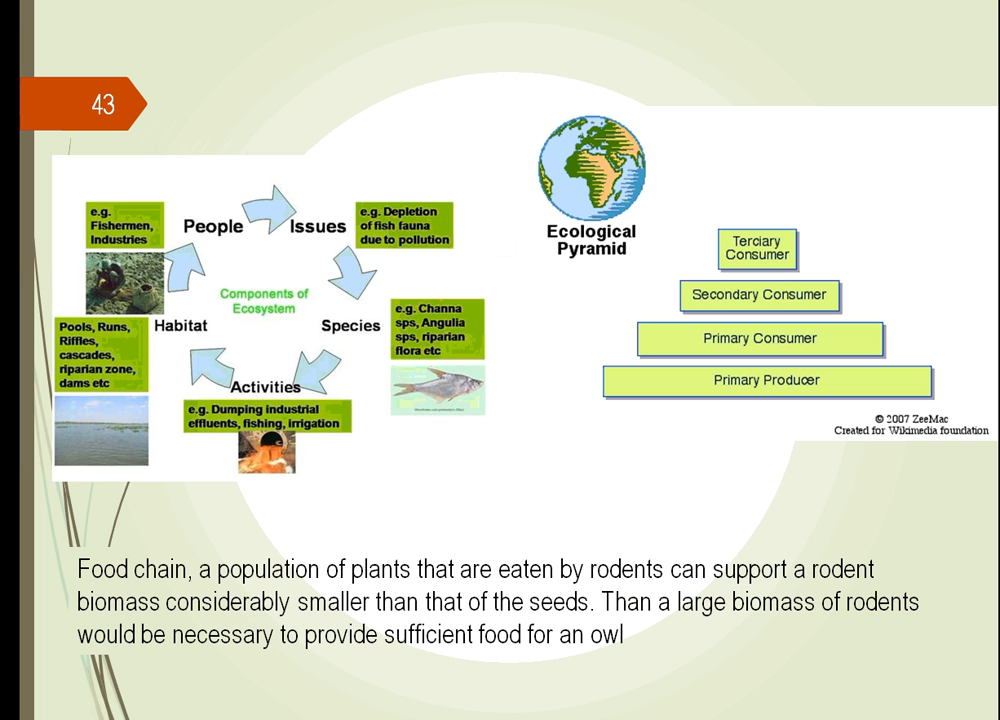 43
People
Issues
e.g.
Fishermen,
Industries
e.g. Depletion
of fish fauna
due to pollution
Components of
Ecosystem
Habitat
Species
Pools, Runs,
Riffles,
cascades,
riparian zone,
dams etc
e.g. Channa
sps, Angulia
sps, riparian
flora etc
Activities
e.g. Dumping industrial
effluents, fishing, irrigation
Ecological
Pyramid
Terciary
Consumer
Secondary Consumer
Primary Consumer
Primary Producer
© 2007 ZeeMac
Created for Wikimedia foundation
Food chain, a population of plants that are eaten by rodents can support a rodent
biomass considerably smaller than that of the seeds. Than a large biomass of rodents
would be necessary to provide sufficient food for an owl